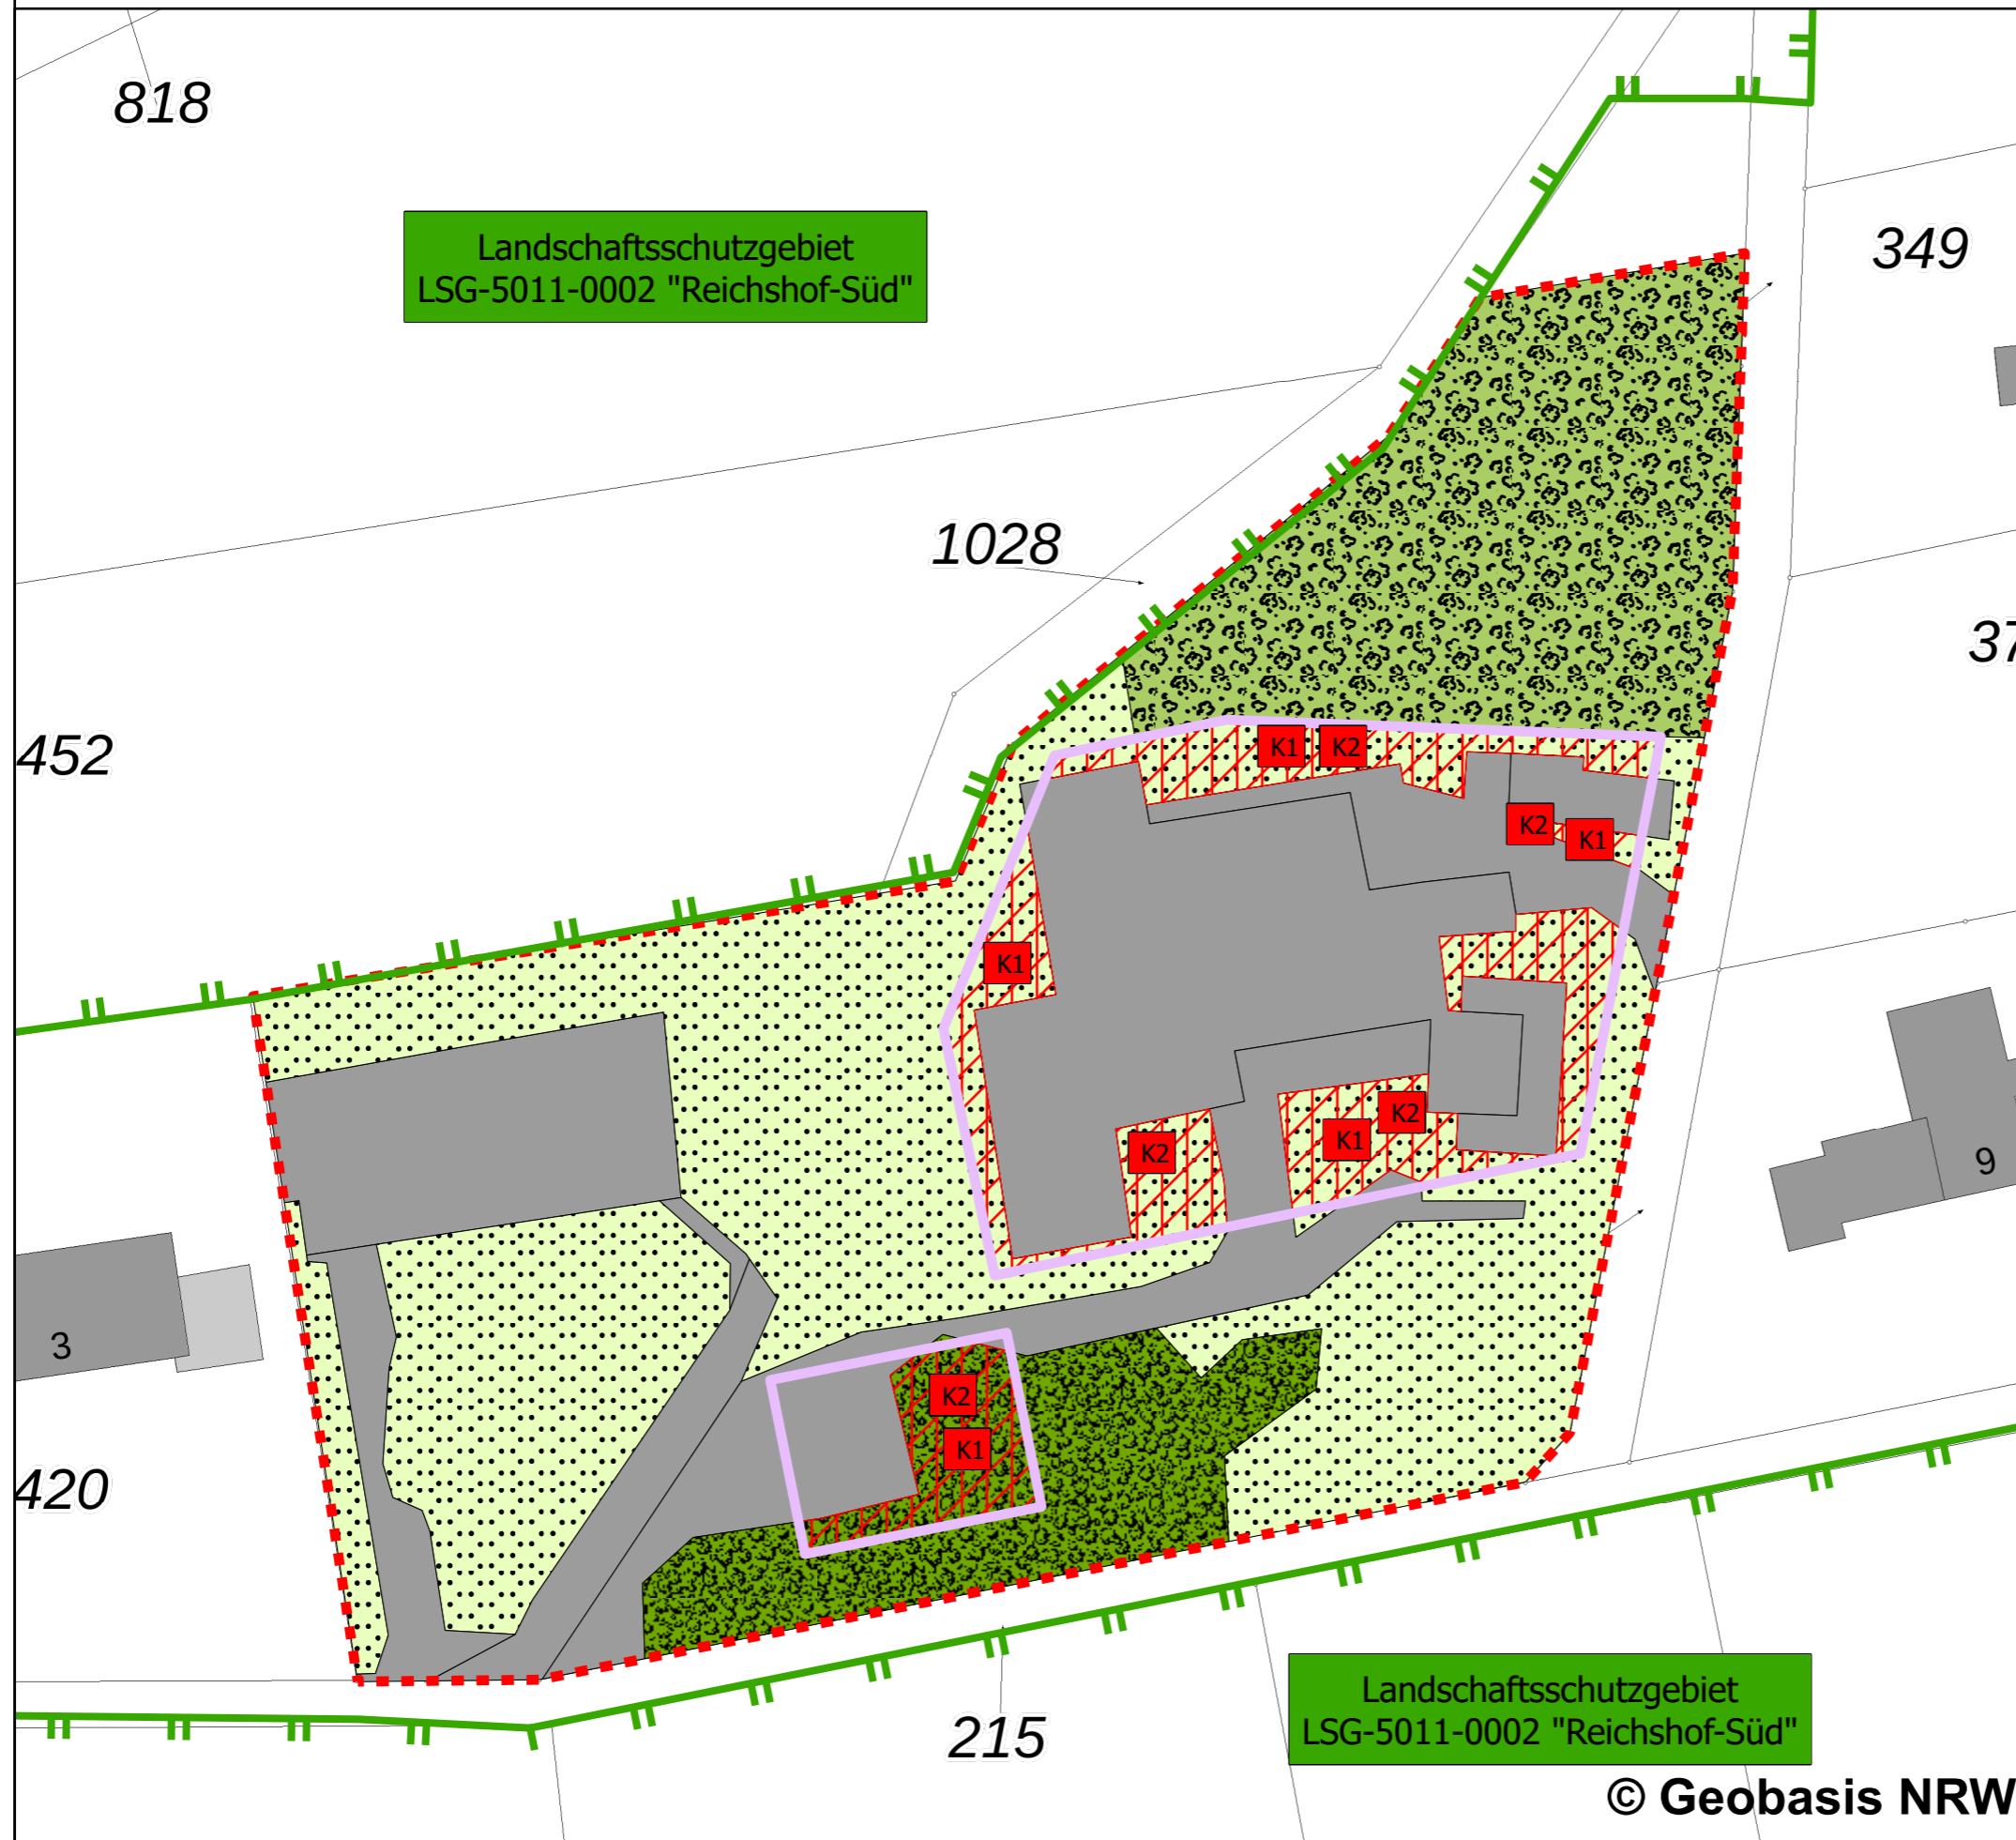 818
Landschaftsschutzgebiet
LSG-5011-0002 "Reichshof-Süd"
349
1028
37
452
K1 K2
K2 K1
K1
K2
K1
K2
9
3
K2
K1
420
Landschaftsschutzgebiet
LSG-5011-0002 "Reichshof-Süd"
215
© Geobasis NRW